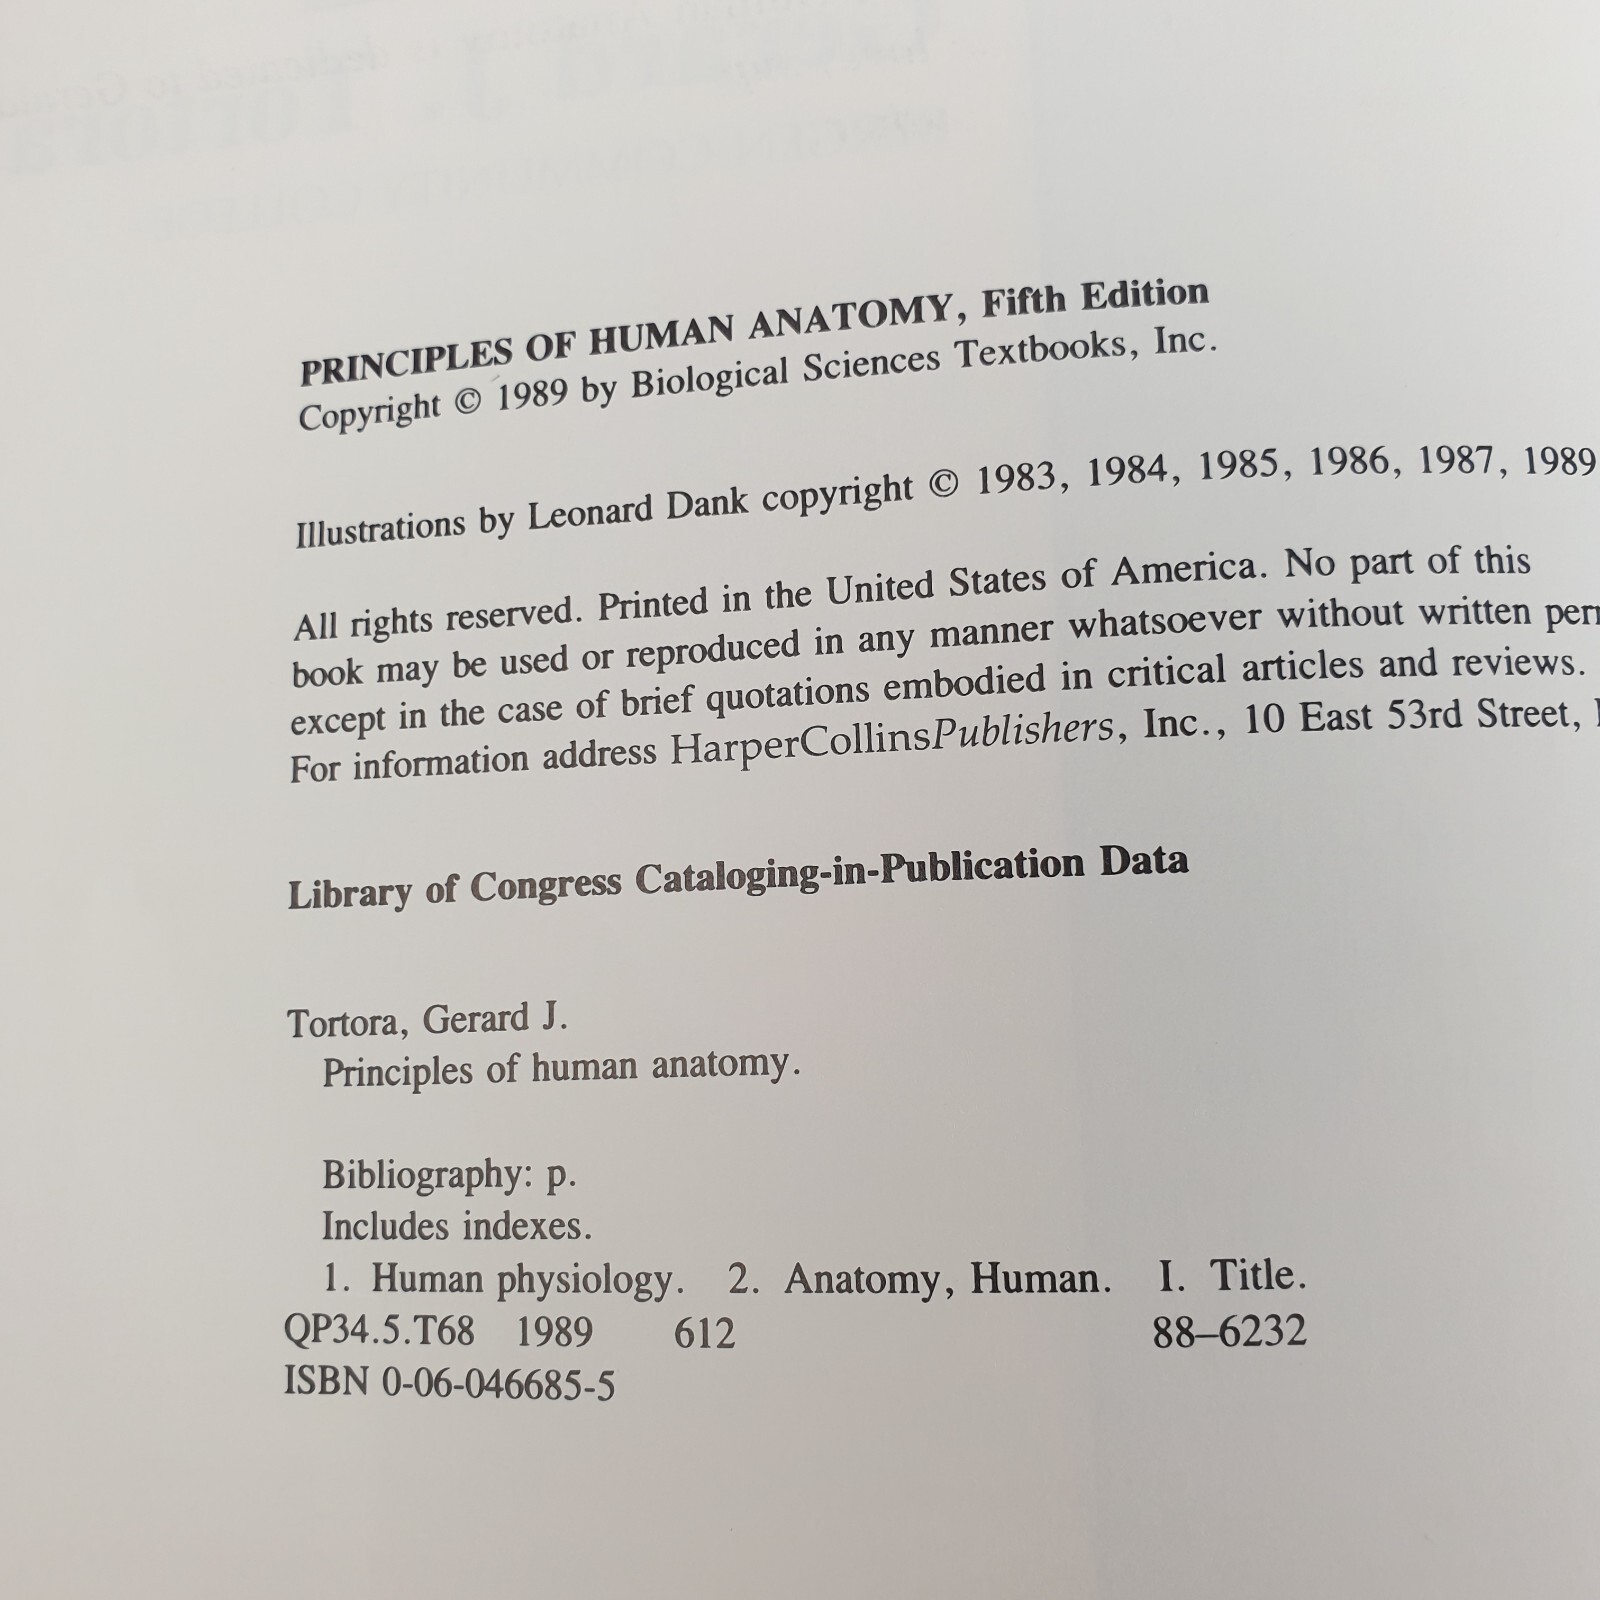 PRINCIPLES OF HUMAN ANATOMY, Fifth Edition
Copyright © 1989 by Biological Sciences Textbooks, Inc.
Illustrations by Leonard Dank copyright © 1983, 1984, 1985, 1986, 1987, 1989
All rights reserved. Printed in the United States of America. No part of this
book may be used or reproduced in any manner whatsoever without written
except in the case of brief quotations embodied in critical articles and reviews.
For information address HarperCollinsPublishers, Inc., 10 East 53rd Street,
Library of Congress Cataloging-in-Publication Data
Tortora, Gerard J.
Principles of human anatomy.
Bibliography: p.
Includes indexes.
1. Human physiology. 2. Anatomy, Human. I. Title.
QP34.5.T68 1989 612 88–6232
ISBN 0-06-046685-5